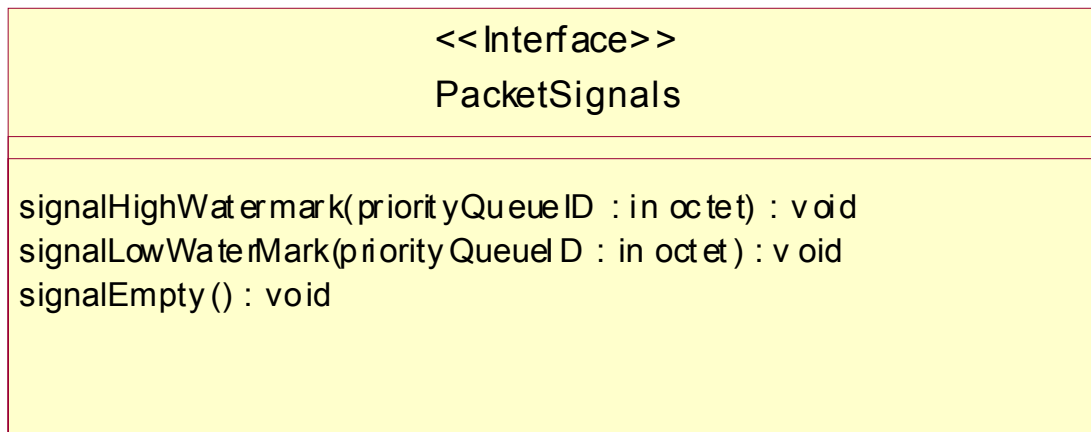 <<Interface>>
PacketSignals
signalHighWatermark(priorityQueueID : in octet) : void
signalLowWaterMark(priorityQueueID : in octet) : void
signalEmpty() : void